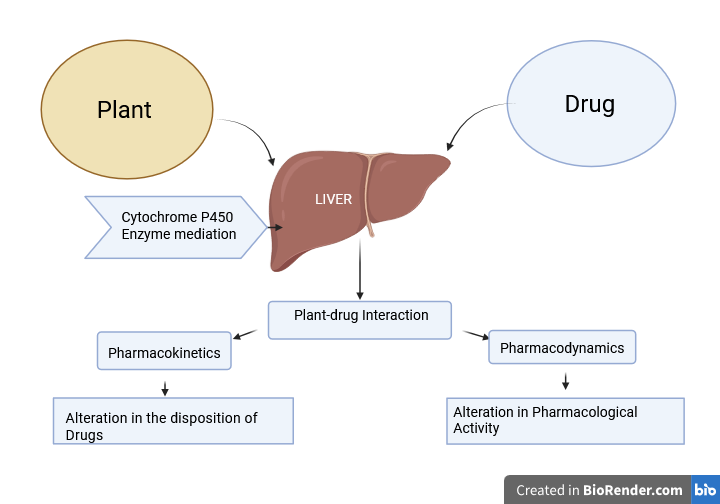 Plant
Drug
LIVER
Cytochrome P450
Enzyme mediation
Plant-drug Interaction
Pharmacokinetics
Pharmacodynamics
Alteration in the disposition of
Drugs
Alteration in Pharmacological
Activity
Created in BioRender.com bio